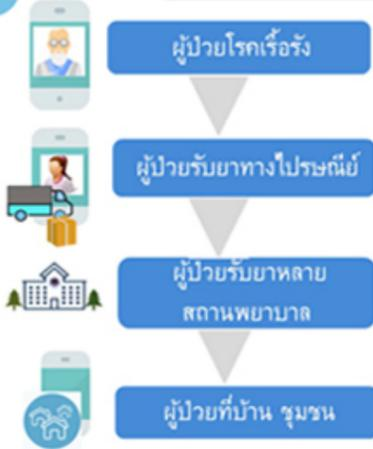 ผู้ป่วยโรคเรื้อรัง
ผู้ป่วยรับยาทางไปรษณีย์
ผู้ป่วยรับยาหลาย
สถานพยาบาล
ผู้ป่วยที่บ้าน ชุมชน